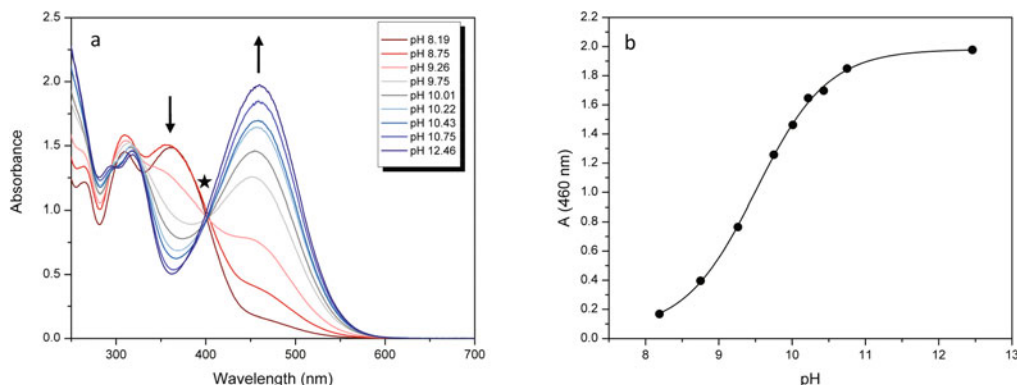 a
pH 8.19
pH 8.75
pH 9.26
pH 9.75
pH 10.01
pH 10.22
pH 10.43
pH 10.75
pH 12.46
2.5
2.0
1.5
1.0
0.5
0.0
Absorbance
300 400 500 600 700
Wavelength (nm)
b
2.2
2.0
1.8
1.6
1.4
1.2
1.0
0.8
0.6
0.4
0.2
0.0
A (460 nm)
8 9 10 11 12 13
pH